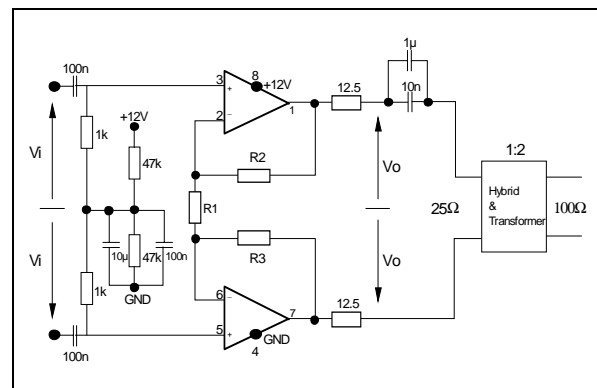 1µ
100n
3
8
+12V
+
12.5
10n
1
+12V
−
2
1k
1:2
Vi
47k
R2
Vo
Hybrid
&
Transformer
R1
25Ω
100Ω
10µ
47k
100n
R3
Vi
Vo
GND
1k
6
−
7
12.5
5
+
GND
4
100n